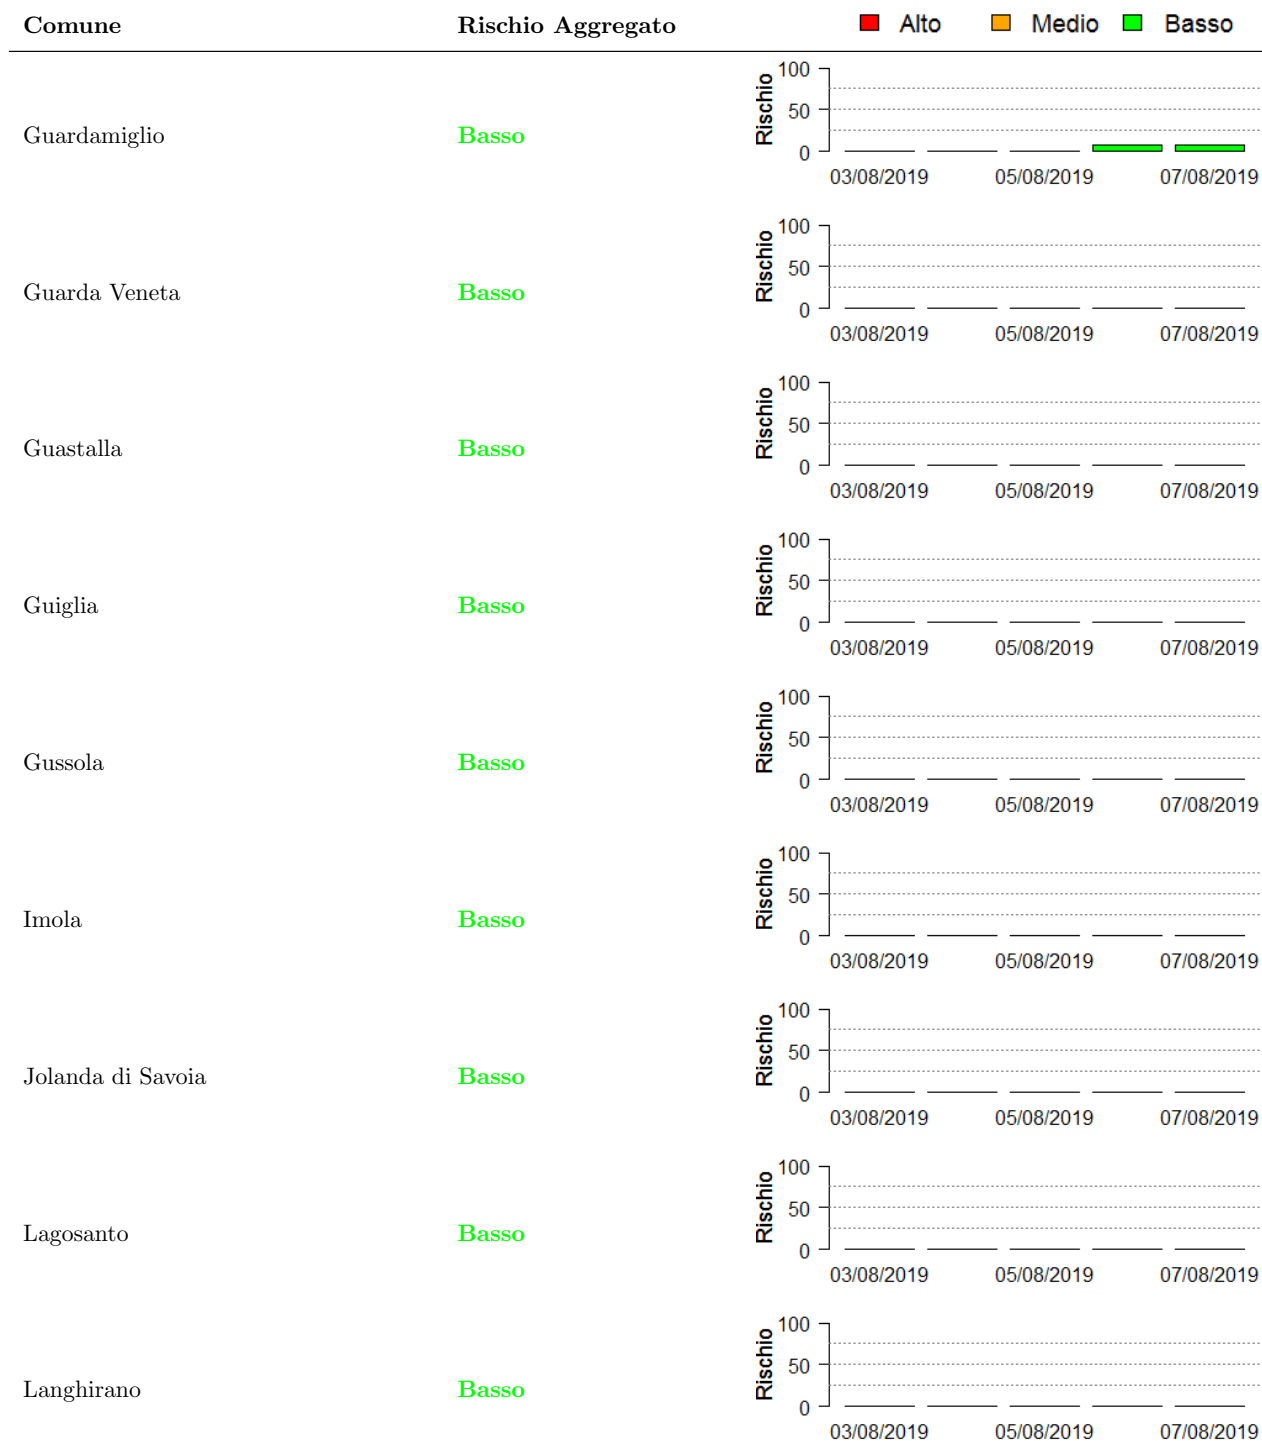 Comune Rischio Aggregato Alto Medio Basso
100
50
0
Rischio
Guardamiglio Basso
03/08/2019 05/08/2019 07/08/2019
100
50
0
Rischio
Guarda Veneta Basso
03/08/2019 05/08/2019 07/08/2019
100
50
0
Rischio
Guastalla Basso
03/08/2019 05/08/2019 07/08/2019
100
50
0
Rischio
Guiglia Basso
03/08/2019 05/08/2019 07/08/2019
100
50
0
Rischio
Gussola Basso
03/08/2019 05/08/2019 07/08/2019
100
50
0
Rischio
Imola Basso
03/08/2019 05/08/2019 07/08/2019
100
50
0
Rischio
Jolanda di Savoia Basso
03/08/2019 05/08/2019 07/08/2019
100
50
0
Rischio
Lagosanto Basso
03/08/2019 05/08/2019 07/08/2019
100
50
0
Rischio
Langhirano Basso
03/08/2019 05/08/2019 07/08/2019